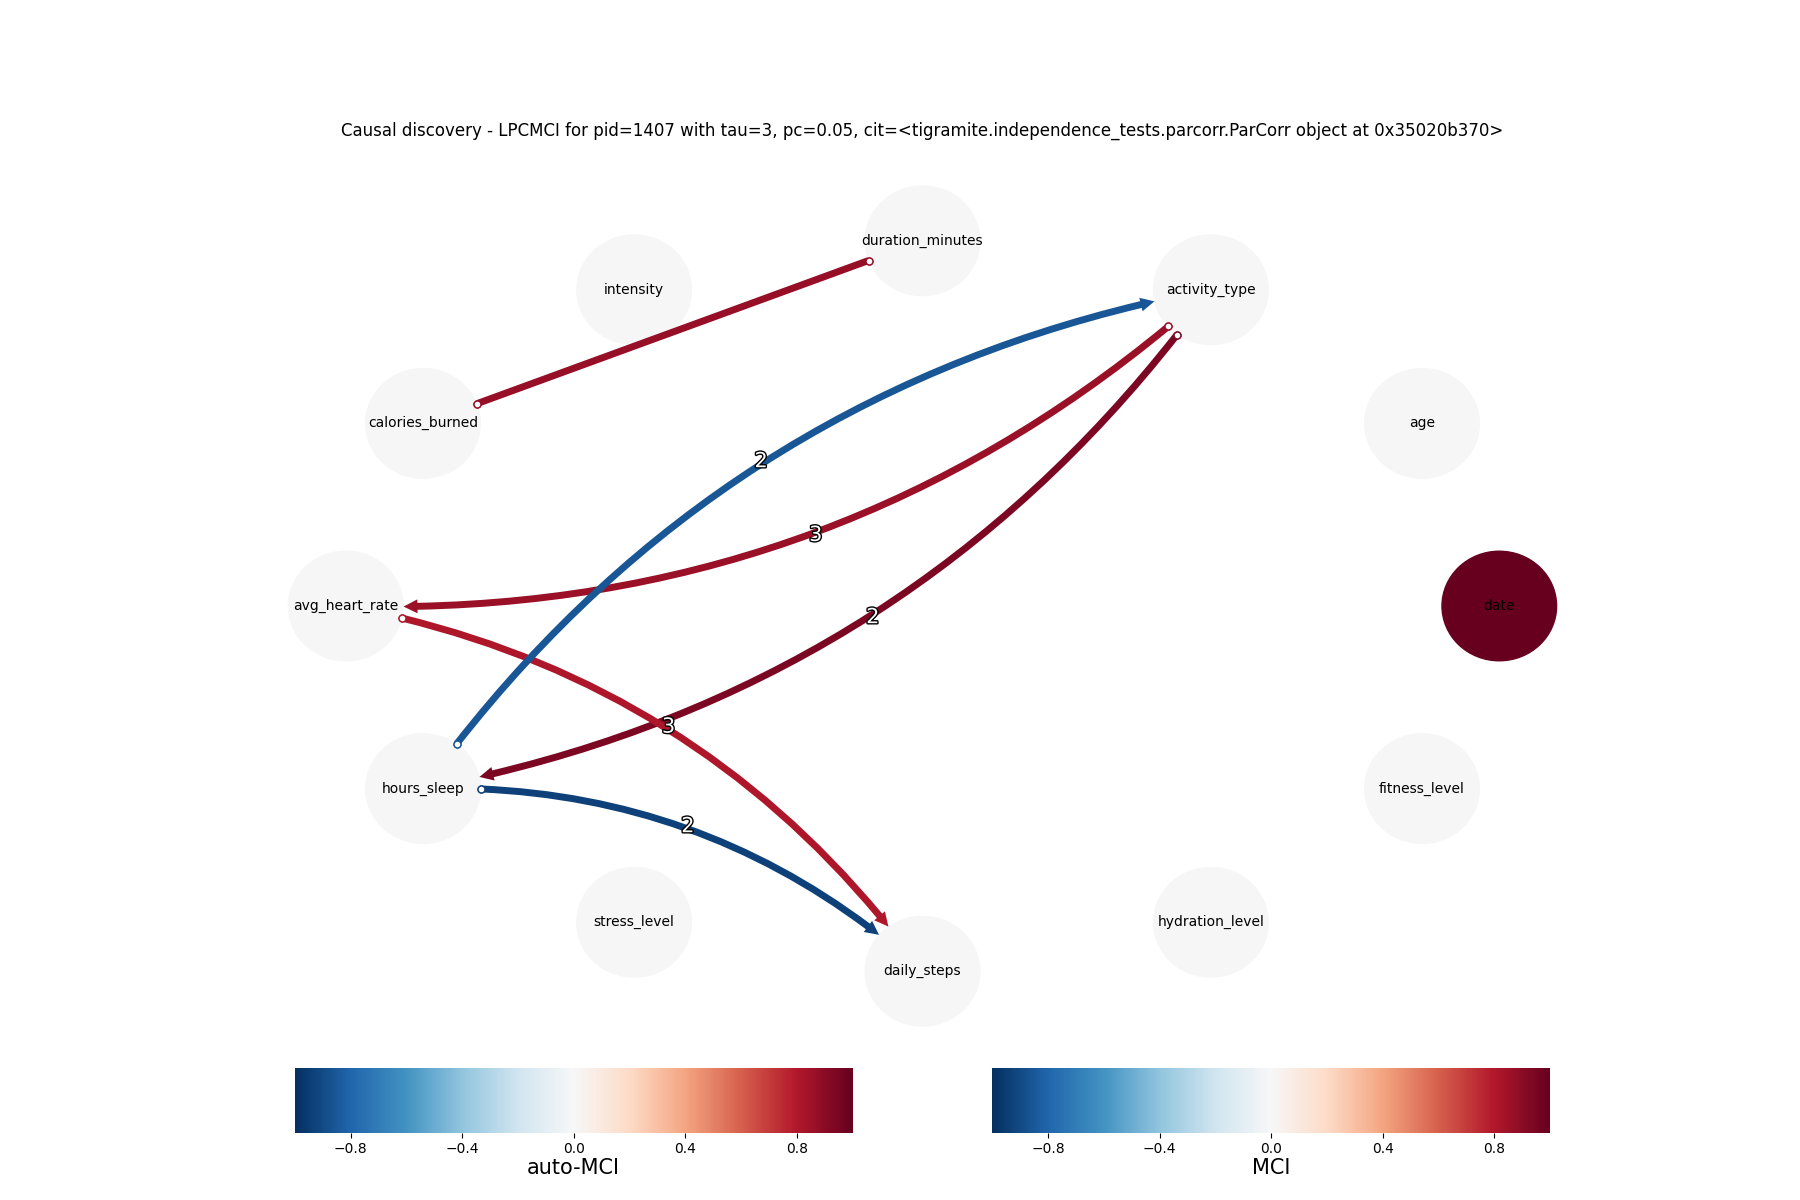 Causal discovery - LPCMCI for pid=1407 with tau=3, pc=0.05, cit=<tigramite.independence_tests.parcorr.ParCorr object at 0x35020b370>
duration_minutes
intensity
activity_type
calories_burned
age
2
3
avg_heart_rate
date
2
3
hours_sleep
fitness_level
2
stress_level
hydration_level
daily_steps
−0.8 −0.4 0.0 0.4 0.8
auto-MCI
−0.8 −0.4 0.0 0.4 0.8
MCI